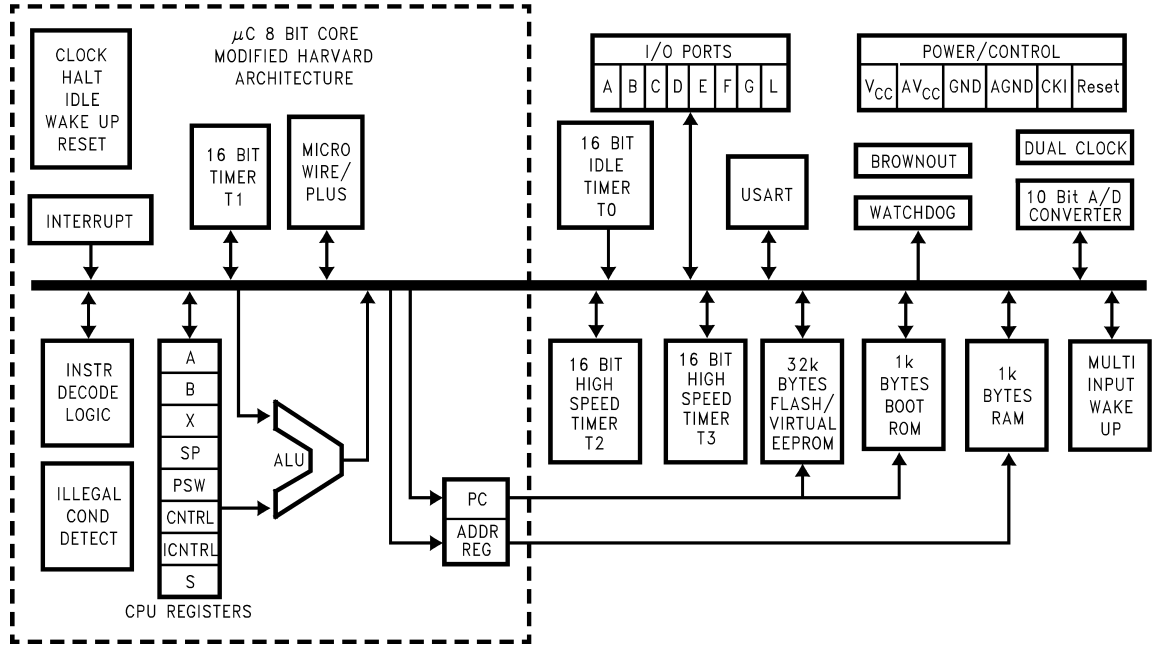 μC 8 BIT CORE
MODIFIED HARVARD
ARCHITECTURE
CLOCK
HALT
IDLE
WAKE UP
RESET
INTERRUPT
16 BIT
TIMER
T1
MICRO
WIRE/
PLUS
I/O PORTS
A B C D E F G L
16 BIT
IDLE
TIMER
T0
USART
POWER/CONTROL
VCC AVCC GND AGND CKI Reset
BROWNOUT
WATCHDOG
DUAL CLOCK
10 Bit A/D
CONVERTER
INSTR
DECODE
LOGIC
ILLEGAL
COND
DETECT
A
B
X
SP
PSW
CNTRL
ICNTRL
S
CPU REGISTERS
ALU
PC
ADDR
REG
16 BIT
HIGH
SPEED
TIMER
T2
16 BIT
HIGH
SPEED
TIMER
T3
32k
BYTES
FLASH/
VIRTUAL
EEPROM
1k
BYTES
BOOT
ROM
1k
BYTES
RAM
MULTI
INPUT
WAKE
UP